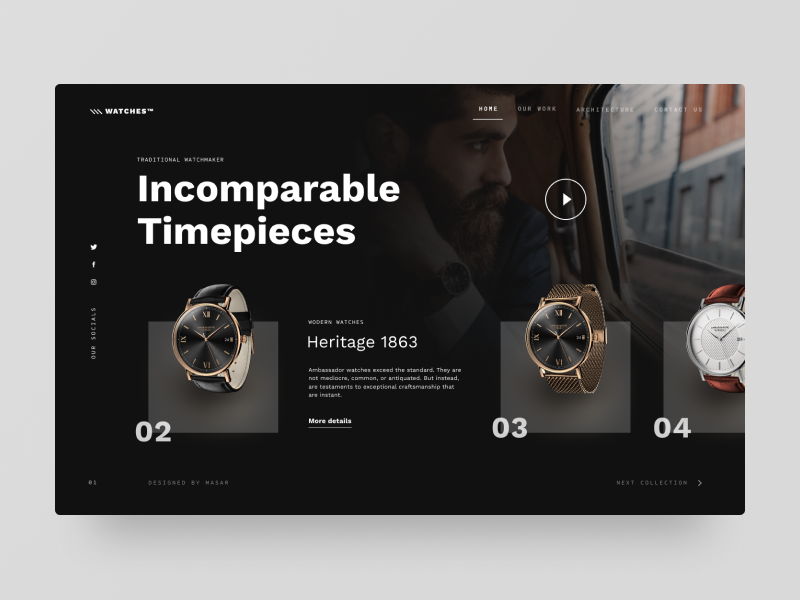 WATCHES™
HOME
OUR WORK
ARCHITECTURE
CONTACT US
TRADITIONAL WATCHMAKER
Incomparable
Timepieces
OUR SOCIALS
MODERN WATCHES
Heritage 1863
Ambassador watches exceed the standard. They are
not mediocre, common, or antiquated. But instead,
are testaments to exceptional craftsmanship that
are instant.
More details
02
03
04
01
DESIGNED BY MASAR
NEXT COLLECTION